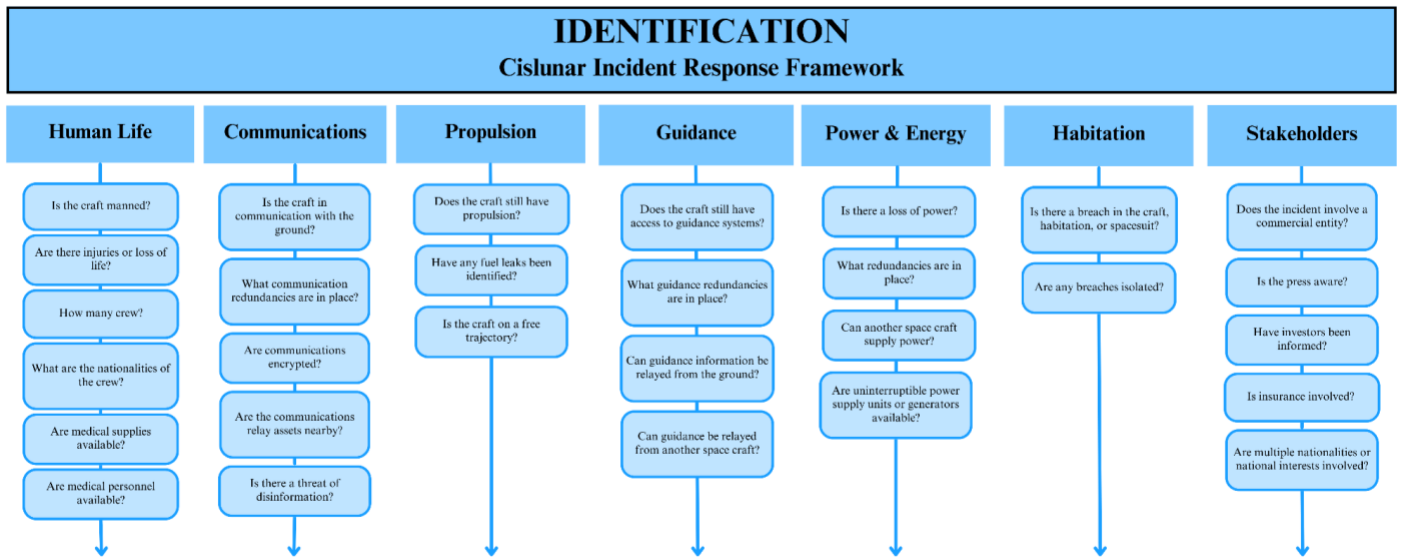 IDENTIFICATION
Cislunar Incident Response Framework
Human Life
Is the craft manned?
Are there injuries or loss of
life?
How many crew?
What are the nationalities of
the crew?
Are medical supplies
available?
Are medical personnel
available?
Communications
Is the craft in
communication with the
ground?
What communication
redundancies are in place?
Are communications
encrypted?
Are the communications
relay assets nearby?
Is there a threat of
disinformation?
Propulsion
Does the craft still have
propulsion?
Have any fuel leaks been
identified?
Is the craft on a free
trajectory?
Guidance
Does the craft still have
access to guidance systems?
What guidance redundancies
are in place?
Can guidance information be
relayed from the ground?
Can guidance be relayed
from another space craft?
Power & Energy
Is there a loss of power?
What redundancies are in
place?
Can another space craft
supply power?
Are uninterruptible power
supply units or generators
available?
Habitation
Is there a breach in the craft,
habitation, or spacesuit?
Are any breaches isolated?
Stakeholders
Does the incident involve a
commercial entity?
Is the press aware?
Have investors been
informed?
Is insurance involved?
Are multiple nationalities or
national interests involved?